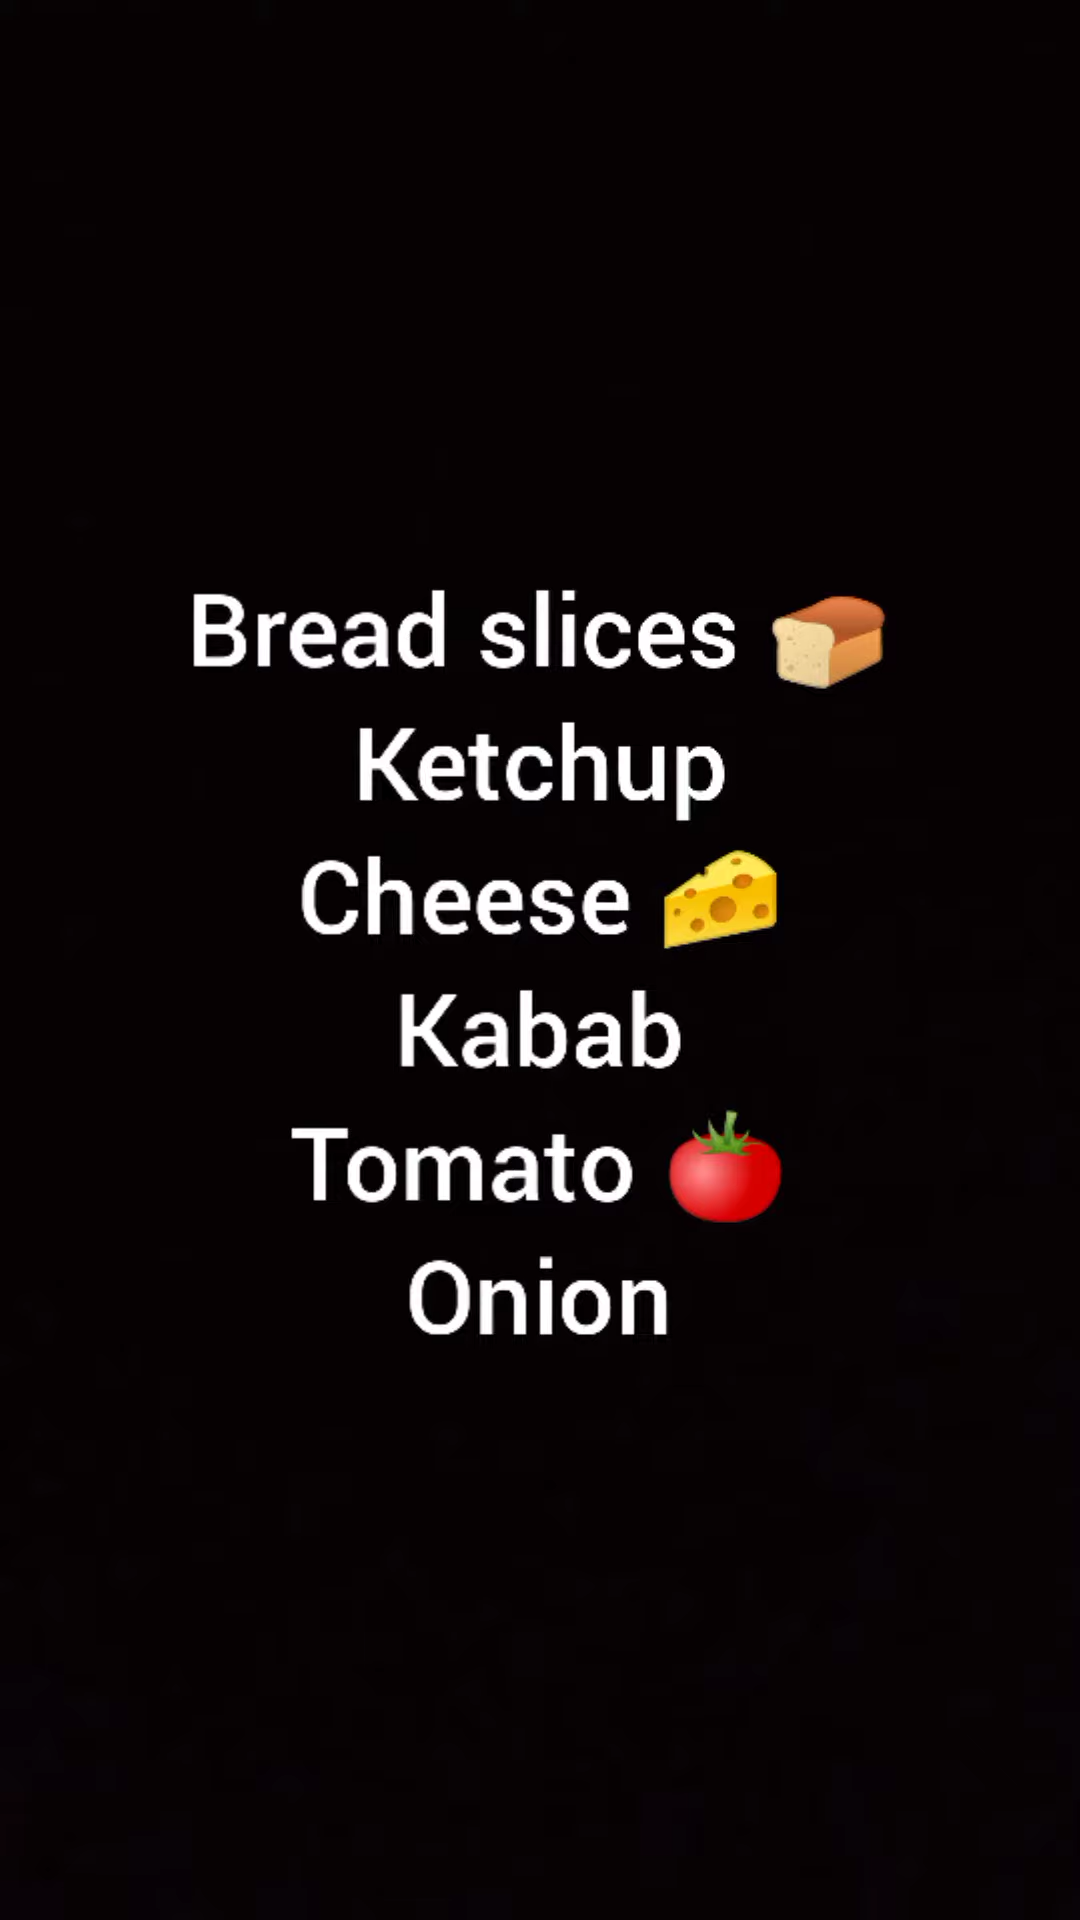 Bread slices 🍞
Ketchup
Cheese 🧀
Kabab
Tomato 🍅
Onion